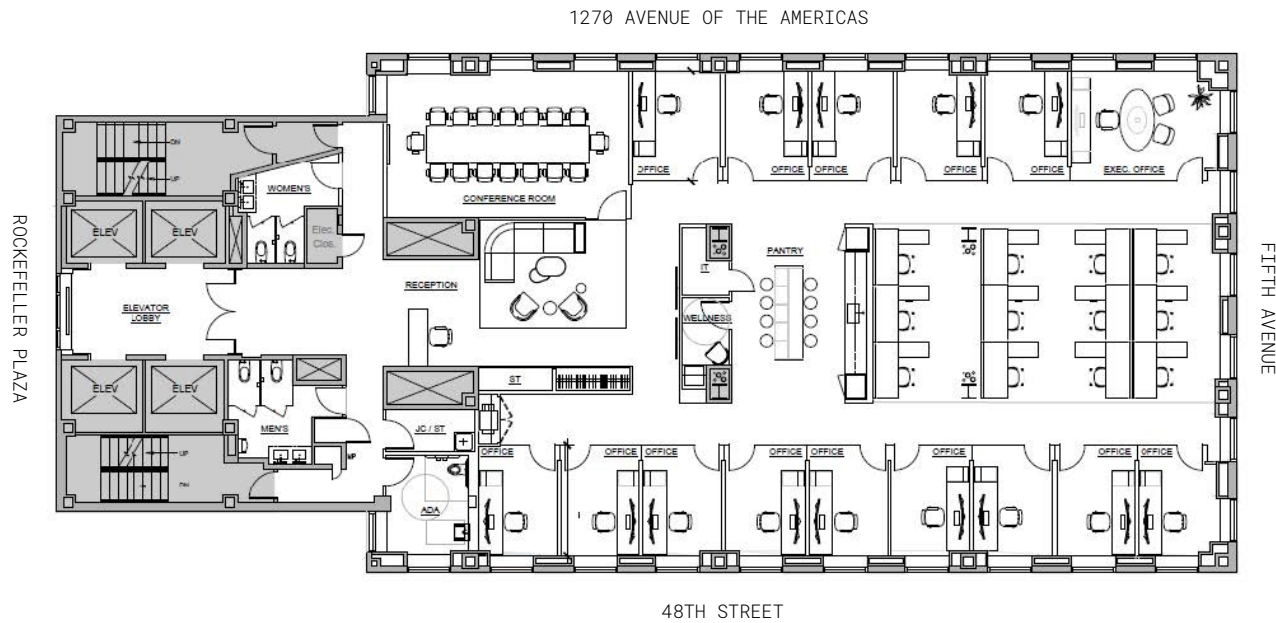 1270 AVENUE OF THE AMERICAS
ROCKEFELLER PLAZA
FIFTH AVENUE
48TH STREET
DN
UP
WOMEN'S
ELEV
ELEV
Elec.
Clos.
CONFERENCE ROOM
OFFICE
OFFICE
OFFICE
OFFICE
OFFICE
EXEC. OFFICE
ELEVATOR
LOBBY
RECEPTION
IT
PANTRY
WELLNESS
ELEV
ELEV
ST
MEN'S
JC / ST
UP
DN
ADA
OFFICE
OFFICE
OFFICE
OFFICE
OFFICE
OFFICE
OFFICE
OFFICE